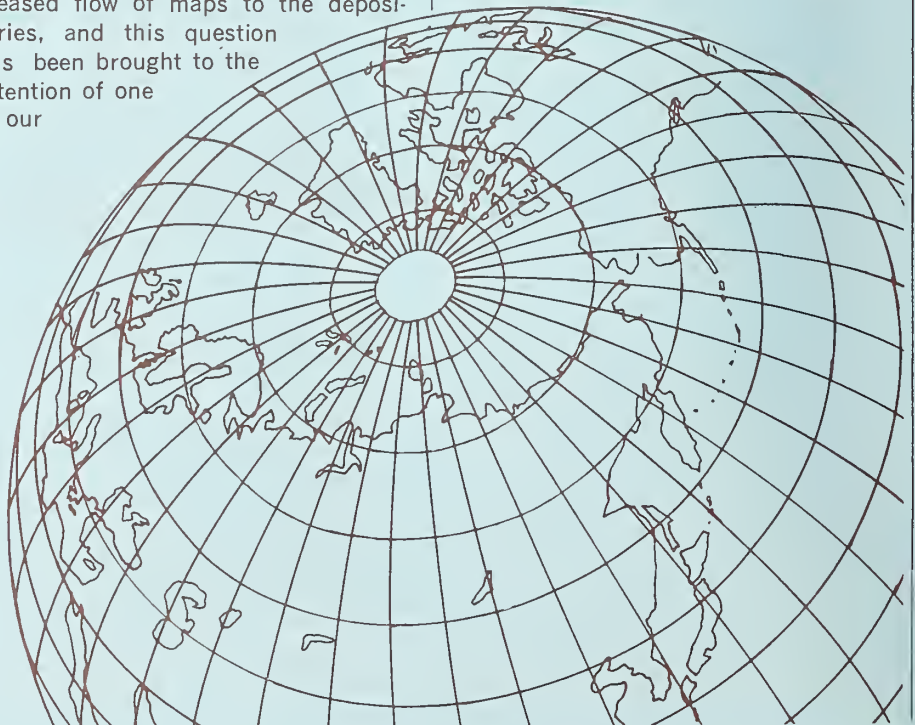 eased flow of maps to the deposi-
ries, and this question
s been brought to the
tention of one
our